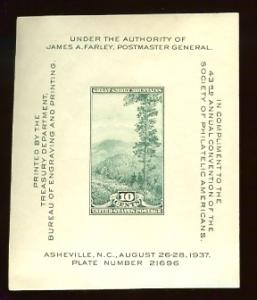 UNDER THE AUTHORITY OF
JAMES A. FARLEY, POSTMASTER GENERAL.
PRINTED BY THE
TREASURY DEPARTMENT,
BUREAU OF ENGRAVING AND PRINTING.
GREAT SMOKY MOUNTAINS
10
CENTS
UNITED STATES POSTAGE
IN COMPLIMENT TO THE
43RD ANNUAL CONVENTION OF THE
SOCIETY OF PHILATELIC AMERICANS.
ASHEVILLE, N.C., AUGUST 26-28, 1937.
PLATE NUMBER 21696